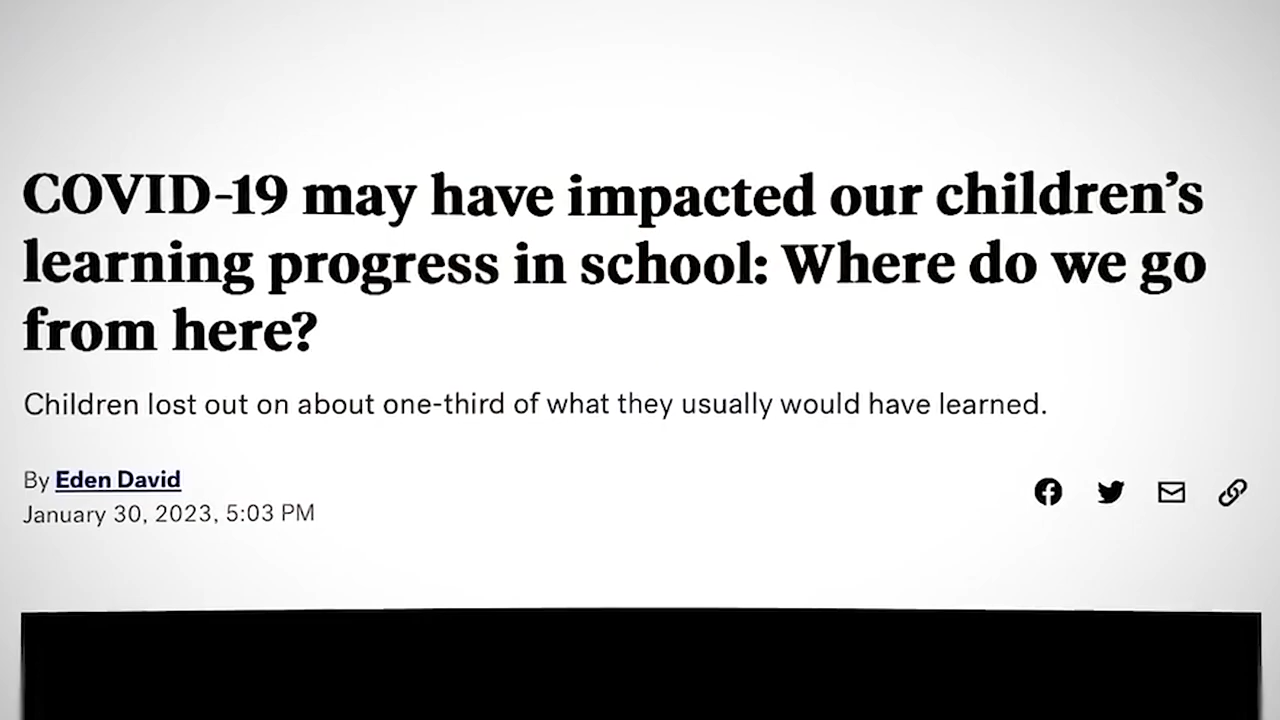 COVID-19 may have impacted our children’s
learning progress in school: Where do we go
from here?
Children lost out on about one-third of what they usually would have learned.
By Eden David
January 30, 2023, 5:03 PM